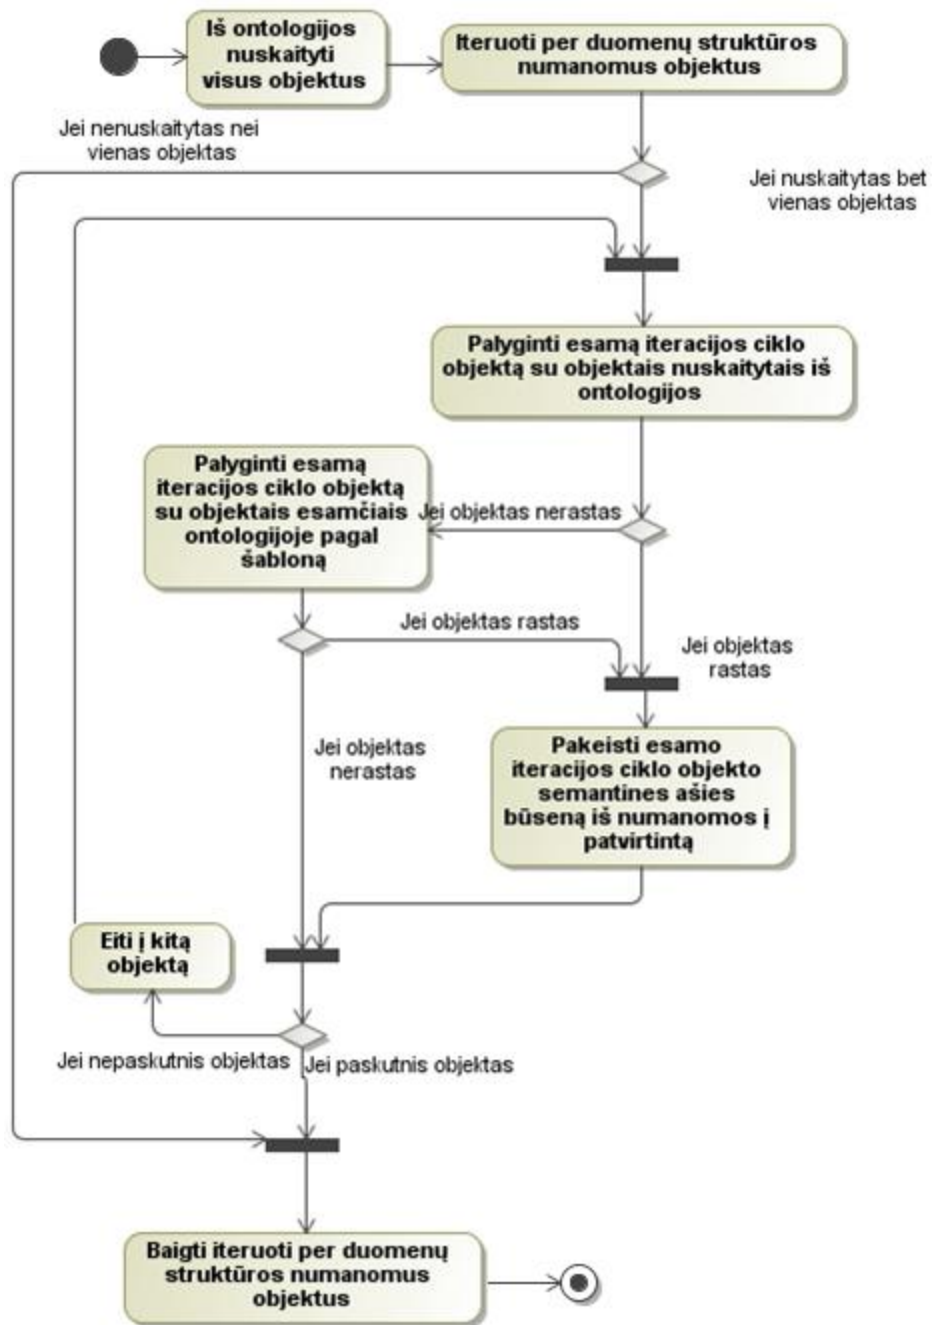 Iš ontologijos
nuskaityti
visus objektus
Iteruoti per duomenų struktūros
numanomus objektus
Jei nenuskaitytas nei
vienas objektas
Jei nuskaitytas bet
vienas objektas
Palyginti esamą iteracijos ciklo
objektą su objektais nuskaitytais iš
ontologijos
Palyginti esamą
iteracijos ciklo objektą
su objektais esamčiais
ontologijoje pagal
šabloną
Jei objektas nerastas
Jei objektas rastas
Jei objektas
rastas
Jei objektas
nerastas
Pakeisti esamo
iteracijos ciklo objekto
semantines ašies
būseną iš numanomos į
patvirtintą
Eiti į kitą
objektą
Jei nepaskutnis objektas
Jei paskutnis objektas
Baigti iteruoti per duomenų
struktūros numanomus
objektus